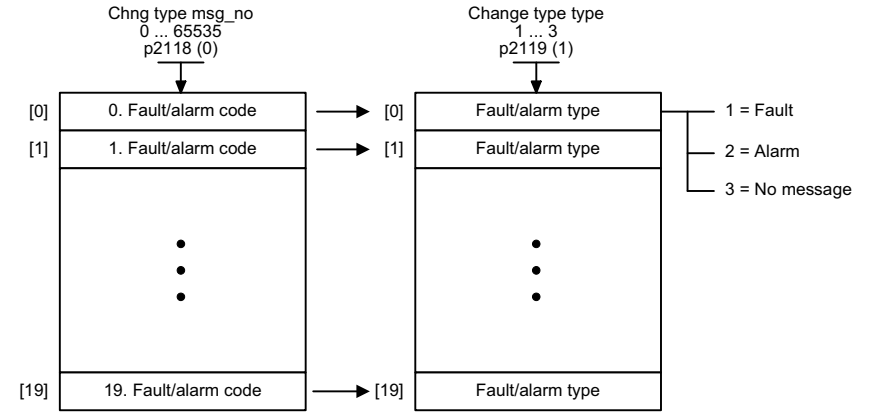 Chng type msg_no
0 ... 65535
p2118 (0)
Change type type
1 ... 3
p2119 (1)
[0] 0. Fault/alarm code [0] Fault/alarm type 1 = Fault
[1] 1. Fault/alarm code [1] Fault/alarm type 2 = Alarm
3 = No message
[19] 19. Fault/alarm code [19] Fault/alarm type